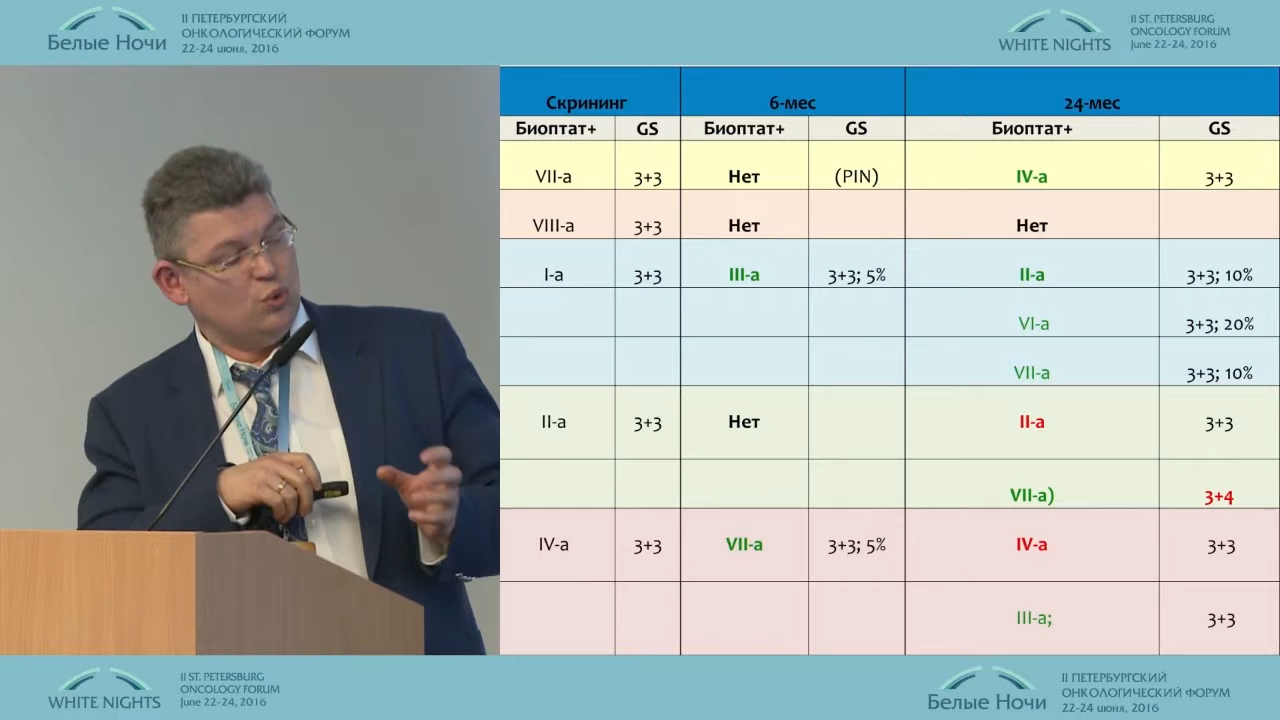 Белые Ночи
II ПЕТЕРБУРГСКИЙ
ОНКОЛОГИЧЕСКИЙ ФОРУМ
22-24 июня, 2016
WHITE NIGHTS
II ST. PETERSBURG
ONCOLOGY FORUM
June 22-24, 2016
Скрининг 6-мес 24-мес
Биоптат+ GS Биоптат+ GS Биоптат+ GS
VII-a 3+3 Нет (PIN) IV-a 3+3
VIII-a 3+3 Нет Нет
I-a 3+3 III-a 3+3; 5% II-a 3+3; 10%
VI-a 3+3; 20%
VII-a 3+3; 10%
II-a 3+3 Нет II-a 3+3
VII-a) 3+4
IV-a 3+3 VII-a 3+3; 5% IV-a 3+3
III-a; 3+3
WHITE NIGHTS
II ST. PETERSBURG
ONCOLOGY FORUM
June 22-24, 2016
Белые Ночи
II ПЕТЕРБУРГСКИЙ
ОНКОЛОГИЧЕСКИЙ ФОРУМ
22-24 июня, 2016